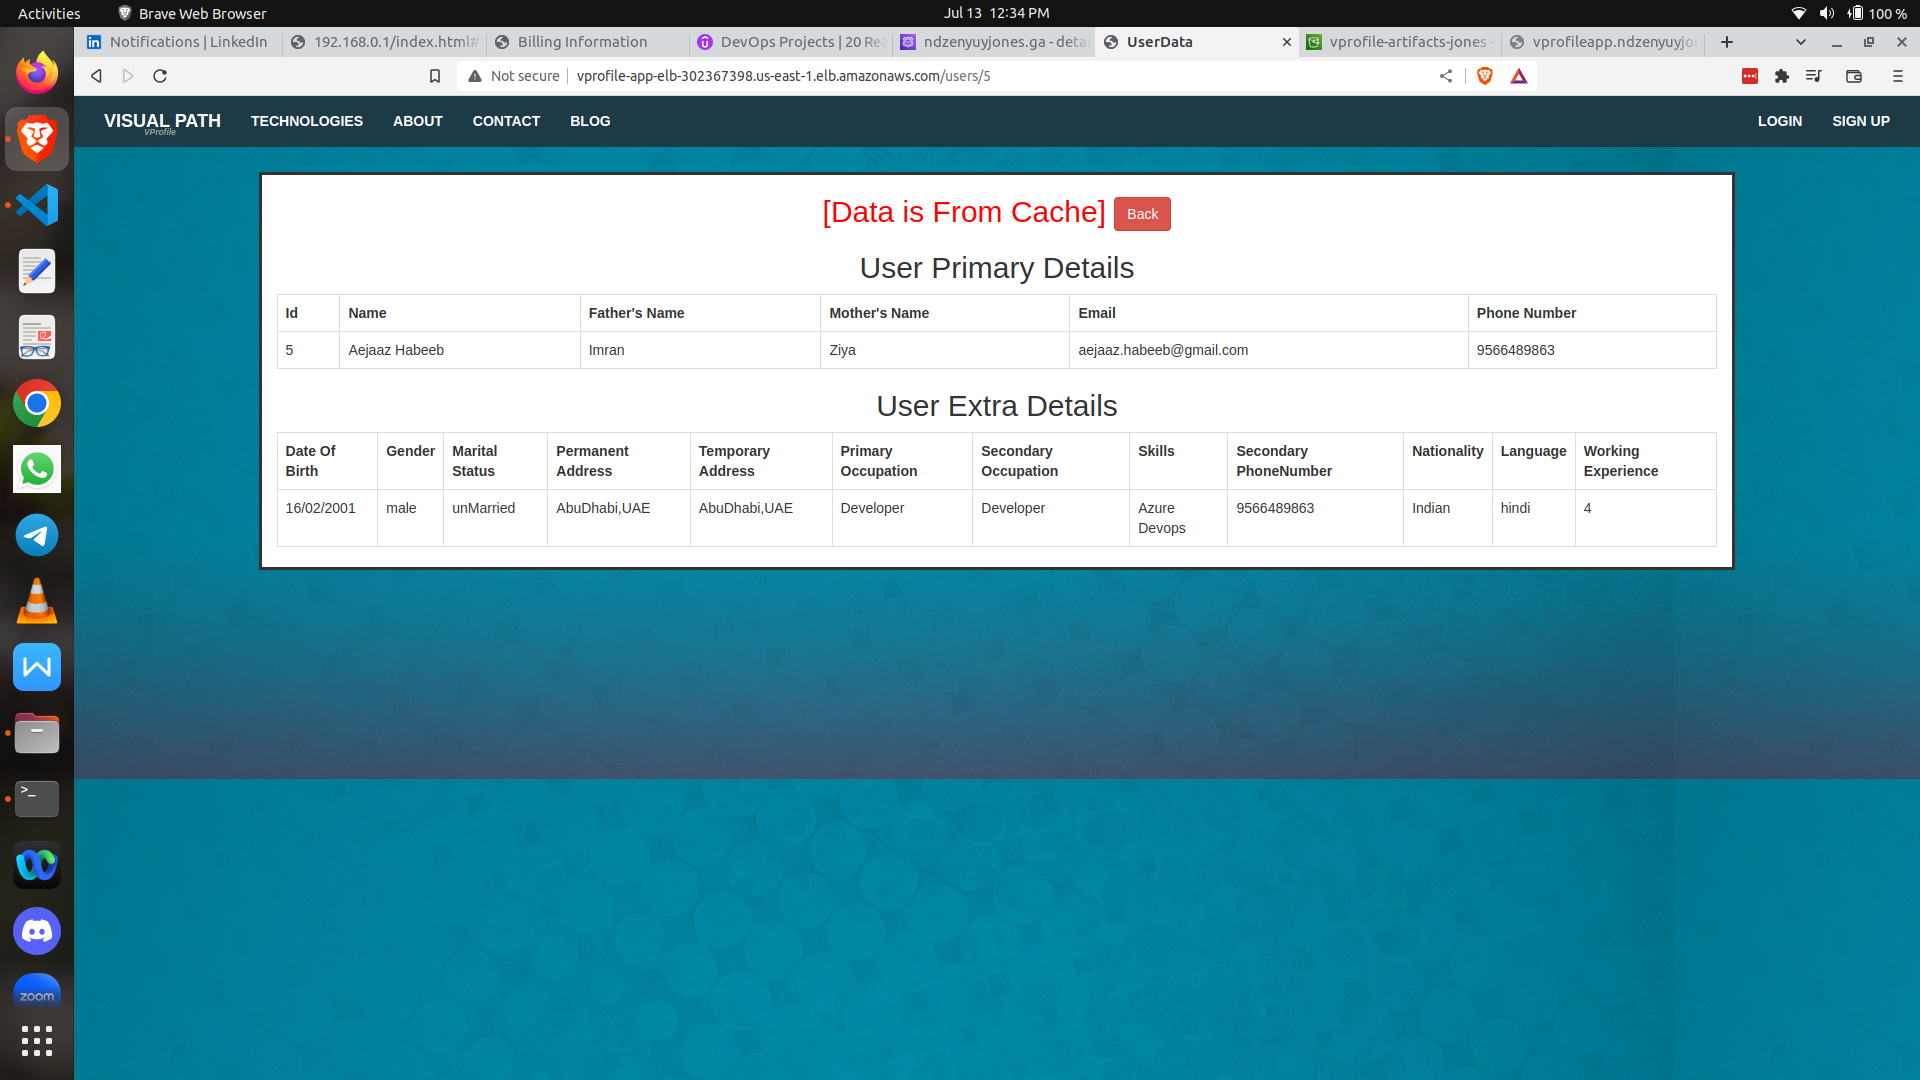 Activities
Brave Web Browser
Jul 13 12:34 PM
100 %
Notifications | LinkedIn
192.168.0.1/index.html#
Billing Information
DevOps Projects | 20 Rea
ndzenyuyjones.ga - detai
UserData
vprofile-artifacts-jones -
vprofileapp.ndzenyuyjon
Not secure
vprofile-app-elb-302367398.us-east-1.elb.amazonaws.com/users/5
VISUAL PATH
VProfile
TECHNOLOGIES
ABOUT
CONTACT
BLOG
LOGIN
SIGN UP
[Data is From Cache] Back
User Primary Details
Id Name Father's Name Mother's Name Email Phone Number
5 Aejaaz Habeeb Imran Ziya aejaaz.habeeb@gmail.com 9566489863
User Extra Details
Date Of Birth Gender Marital Status Permanent Address Temporary Address Primary Occupation Secondary Occupation Skills Secondary PhoneNumber Nationality Language Working Experience
16/02/2001 male unMarried AbuDhabi,UAE AbuDhabi,UAE Developer Developer Azure Devops 9566489863 Indian hindi 4
zoom